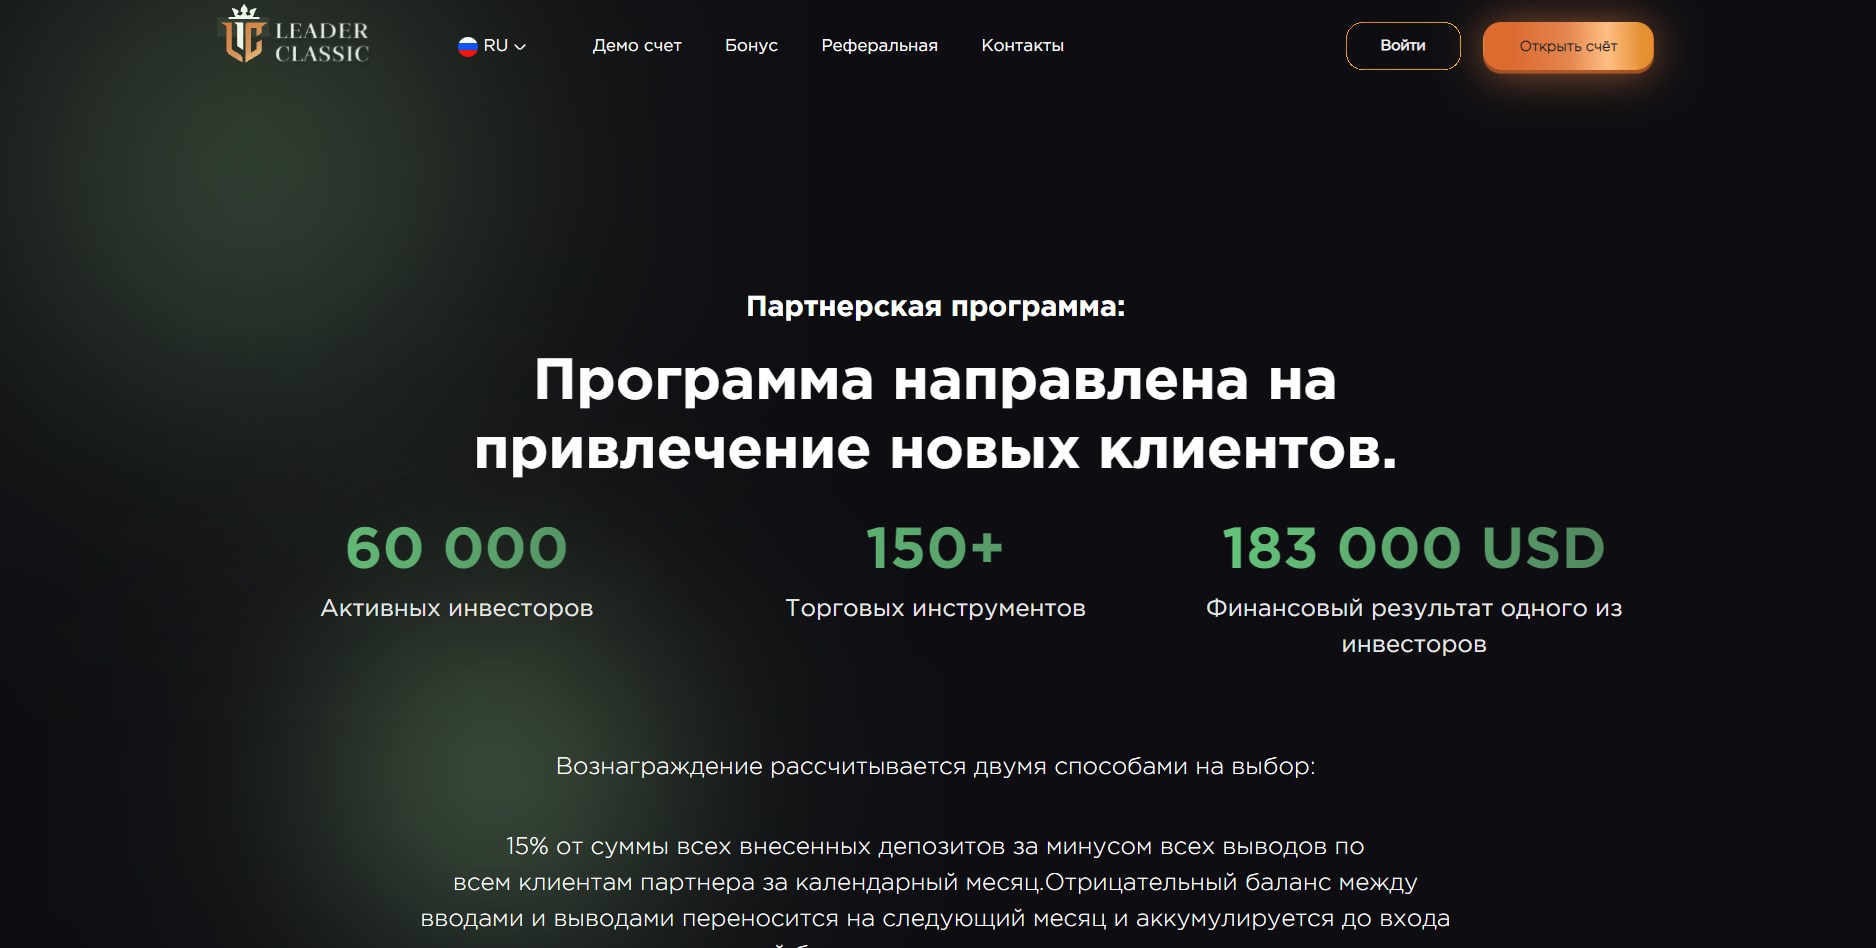 LEADER
CLASSIC
RU
Демо счет
Бонус
Реферальная
Контакты
Войти
Открыть счёт
Партнерская программа:
Программа направлена на
привлечение новых клиентов.
60 000
150+
183 000 USD
Активных инвесторов
Торговых инструментов
Финансовый результат одного из
инвесторов
Вознаграждение рассчитывается двумя способами на выбор:
15% от суммы всех внесенных депозитов за минусом всех выводов по
всем клиентам партнера за календарный месяц.Отрицательный баланс между
вводами и выводами переносится на следующий месяц и аккумулируется до входа